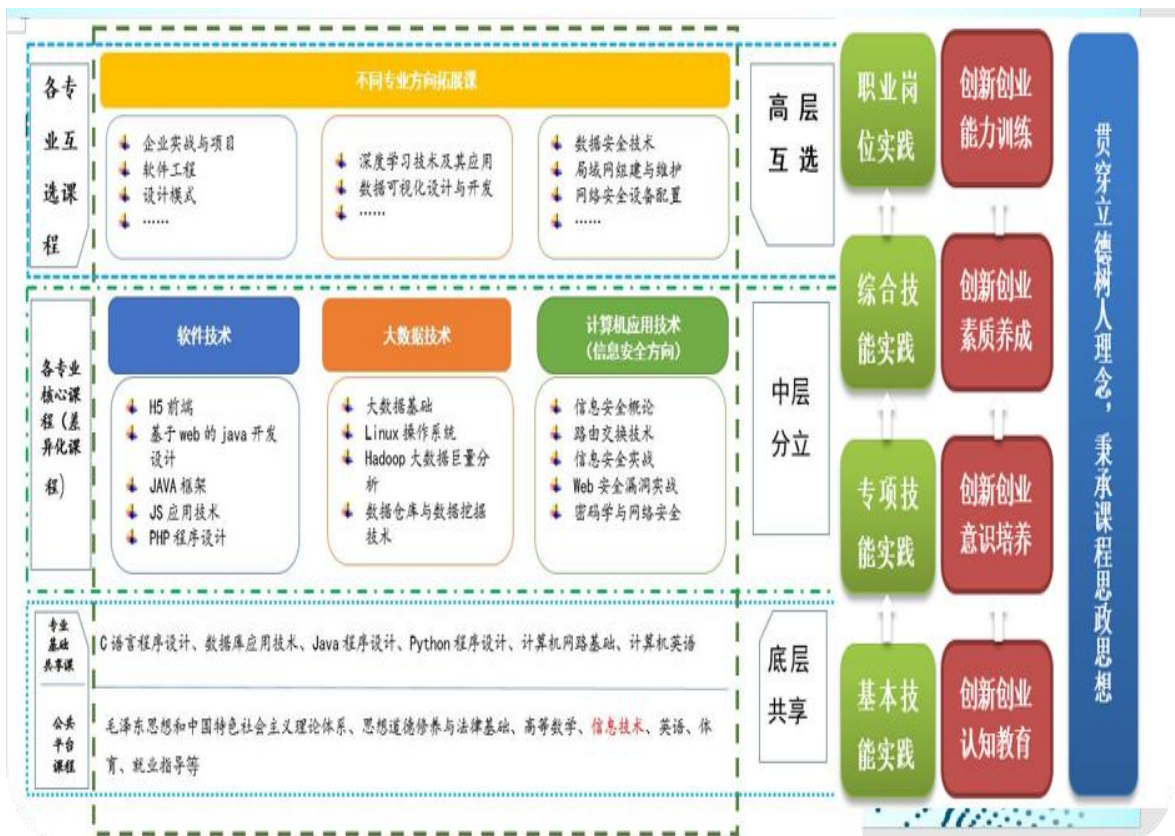 各专
业互
选课
程
不同专业方向拓展课
企业实战与项目
软件工程
设计模式
……
深度学习技术及其应用
数据可视化设计与开发
……
数据安全技术
局域网组建与维护
网络安全设备配置
……
高层
互选
各专业
核心课
程(差
异化课
程)
软件技术
大数据技术
计算机应用技术
(信息安全方向)
H5 前端
基于 web 的 java 开发
设计
JAVA 框架
JS 应用技术
PHP 程序设计
大数据基础
Linux 操作系统
Hadoop 大数据巨量分
析
数据仓库与数据挖掘
技术
信息安全概论
路由交换技术
信息安全实战
Web 安全漏洞实战
密码学与网络安全
中层
分立
专业
基础
共享课
C 语言程序设计、数据库应用技术、Java 程序设计、Python 程序设计、计算机网路基础、计算机英语
公共
平台
课程
毛泽东思想和中国特色社会主义理论体系、思想道德修养与法律基础、高等数学、信息技术、英语、体
育、就业指导等
底层
共享
职业岗
位实践
综合技
能实践
专项技
能实践
基本技
能实践
创新创业
能力训练
创新创业
素质养成
创新创业
意识培养
创新创业
认知教育
贯穿立德树人理念，秉承课程思政思想